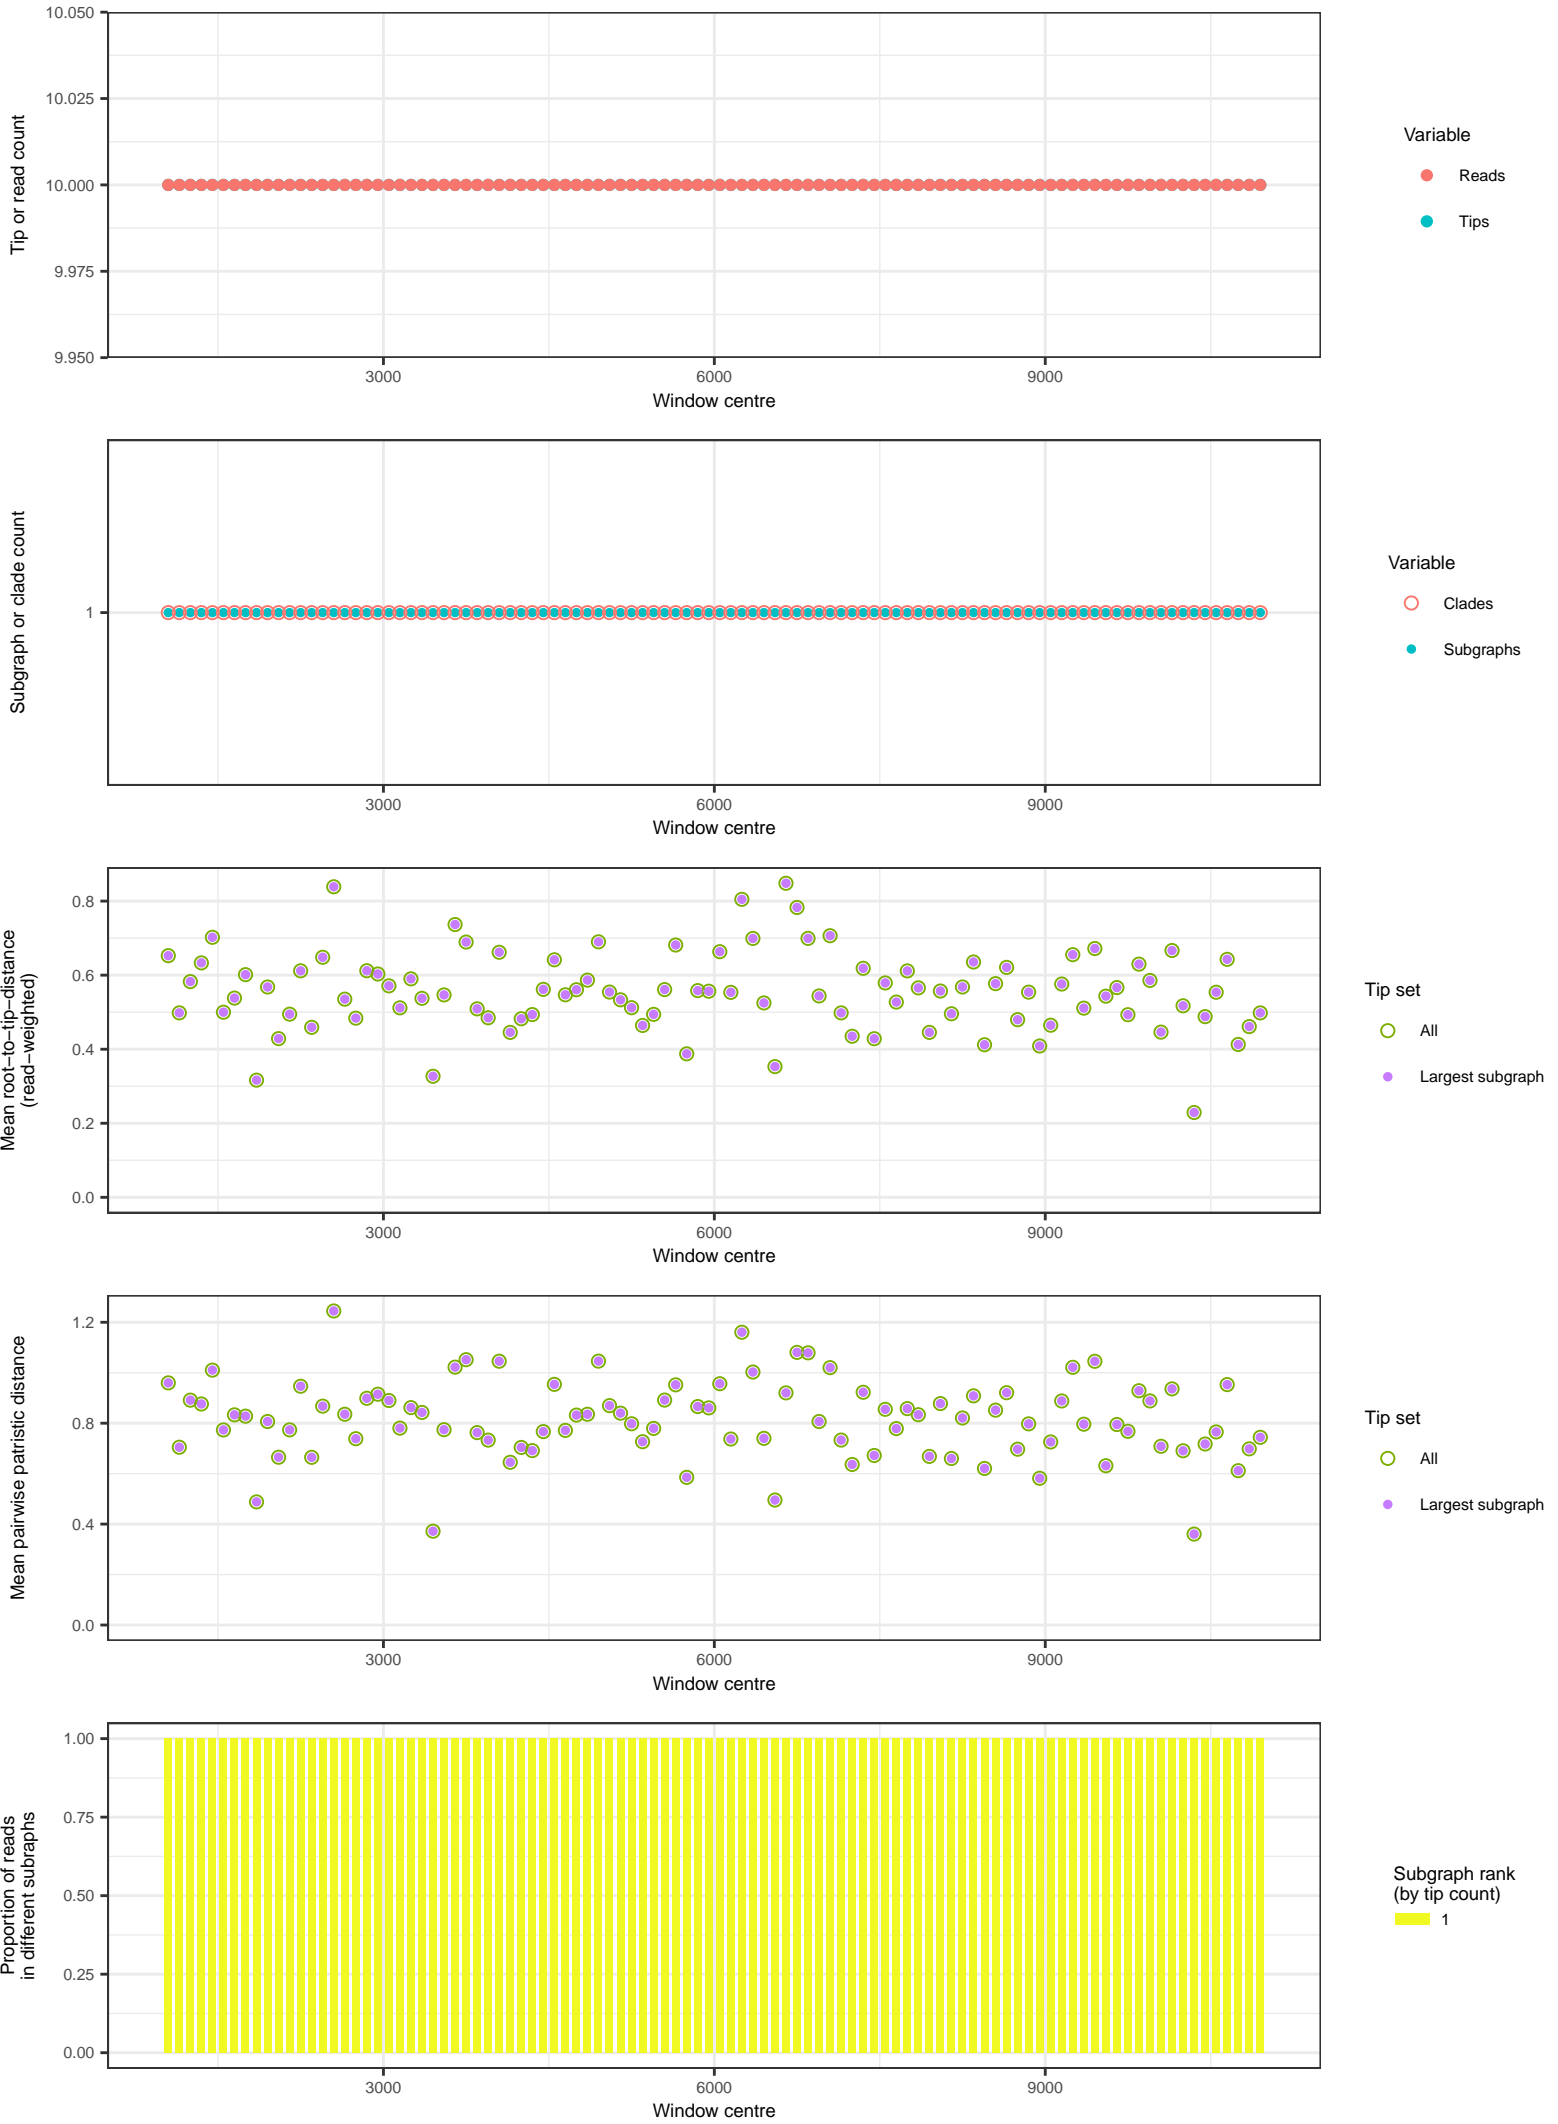 10.050
10.025
10.000
9.975
9.950
Tip or read count
3000
6000
9000
Window centre
Variable
Reads
Tips
Subgraph or clade count
1
3000
6000
9000
Window centre
Variable
Clades
Subgraphs
Mean root−to−tip−distance
(read−weighted)
0.8
0.6
0.4
0.2
0.0
3000
6000
9000
Window centre
Tip set
All
Largest subgraph
Mean pairwise patristic distance
1.2
0.8
0.4
0.0
3000
6000
9000
Window centre
Tip set
All
Largest subgraph
Proportion of reads
in different subraphs
1.00
0.75
0.50
0.25
0.00
3000
6000
9000
Window centre
Subgraph rank
(by tip count)
1